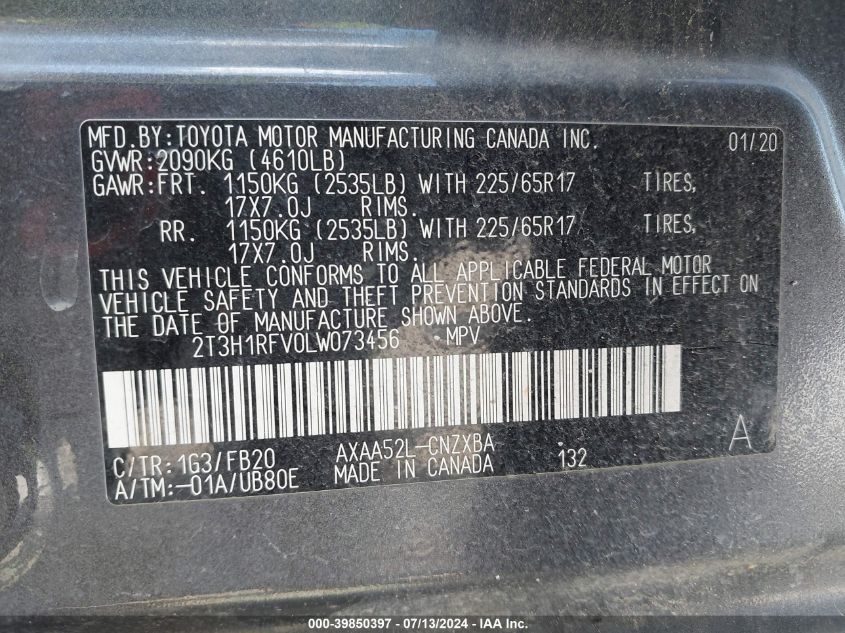 MFD.BY:TOYOTA MOTOR MANUFACTURING CANADA INC. 01/20
GVWR:2090KG (4610LB)
GAWR:FRT. 1150KG (2535LB) WITH 225/65R17 TIRES,
17X7.0J RIMS.
RR. 1150KG (2535LB) WITH 225/65R17 TIRES,
17X7.0J RIMS.
THIS VEHICLE CONFORMS TO ALL APPLICABLE FEDERAL MOTOR
VEHICLE SAFETY AND THEFT PREVENTION STANDARDS IN EFFECT ON
THE DATE OF MANUFACTURE SHOWN ABOVE.
2T3H1RFV0LW073456 MPV
C/TR:1G3/FB20 AXAA52L-CNZXBA A
A/TM:-01A/UB80E MADE IN CANADA 132
000-39850397 - 07/13/2024 - IAA Inc.